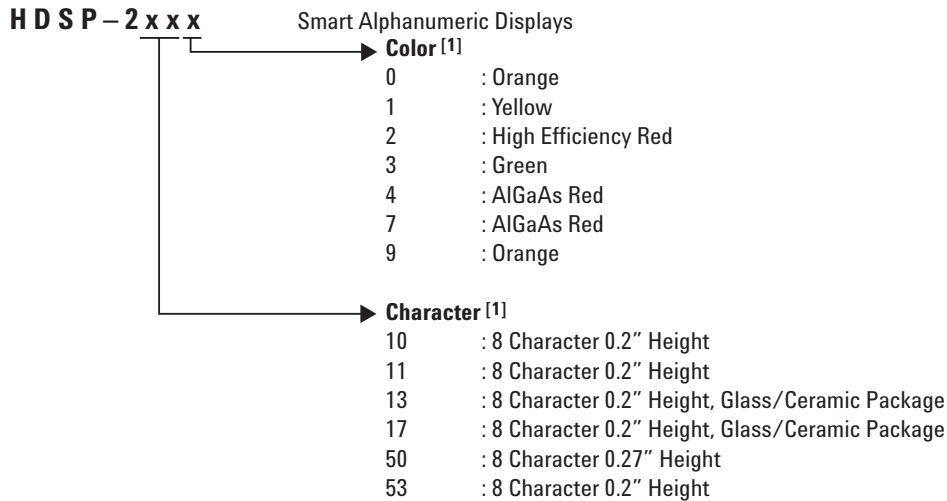 HDSP–2xxx Smart Alphanumeric Displays
Color [1]
0 : Orange
1 : Yellow
2 : High Efficiency Red
3 : Green
4 : AlGaAs Red
7 : AlGaAs Red
9 : Orange
Character [1]
10 : 8 Character 0.2″ Height
11 : 8 Character 0.2″ Height
13 : 8 Character 0.2″ Height, Glass/Ceramic Package
17 : 8 Character 0.2″ Height, Glass/Ceramic Package
50 : 8 Character 0.27″ Height
53 : 8 Character 0.2″ Height